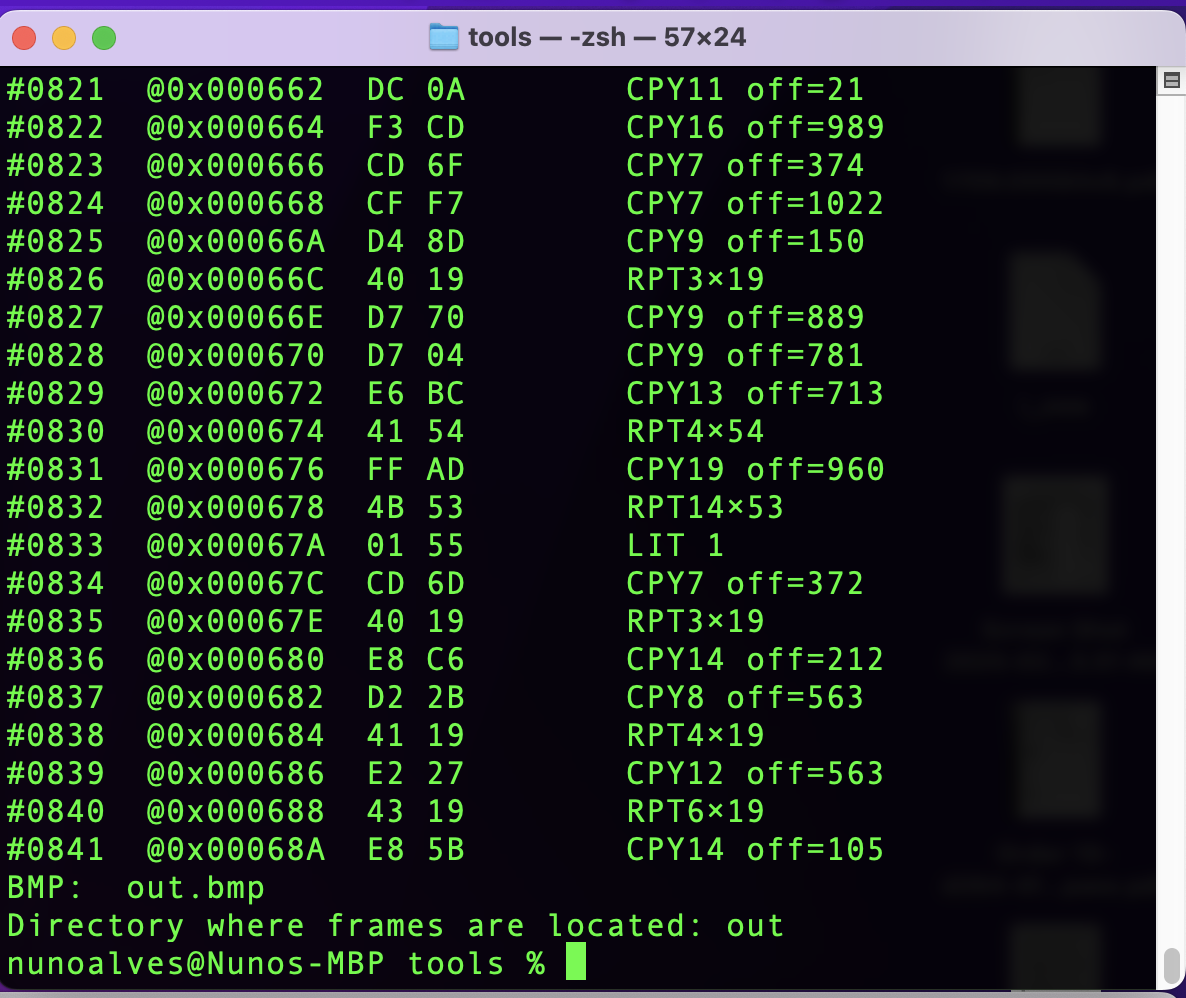 tools — -zsh — 57×24
#0821  @0x000662  DC 0A        CPY11 off=21
#0822  @0x000664  F3 CD        CPY16 off=989
#0823  @0x000666  CD 6F        CPY7 off=374
#0824  @0x000668  CF F7        CPY7 off=1022
#0825  @0x00066A  D4 8D        CPY9 off=150
#0826  @0x00066C  40 19        RPT3×19
#0827  @0x00066E  D7 70        CPY9 off=889
#0828  @0x000670  D7 04        CPY9 off=781
#0829  @0x000672  E6 BC        CPY13 off=713
#0830  @0x000674  41 54        RPT4×54
#0831  @0x000676  FF AD        CPY19 off=960
#0832  @0x000678  4B 53        RPT14×53
#0833  @0x00067A  01 55        LIT 1
#0834  @0x00067C  CD 6D        CPY7 off=372
#0835  @0x00067E  40 19        RPT3×19
#0836  @0x000680  E8 C6        CPY14 off=212
#0837  @0x000682  D2 2B        CPY8 off=563
#0838  @0x000684  41 19        RPT4×19
#0839  @0x000686  E2 27        CPY12 off=563
#0840  @0x000688  43 19        RPT6×19
#0841  @0x00068A  E8 5B        CPY14 off=105
BMP:  out.bmp
Directory where frames are located: out
nunoalves@Nunos-MBP tools %